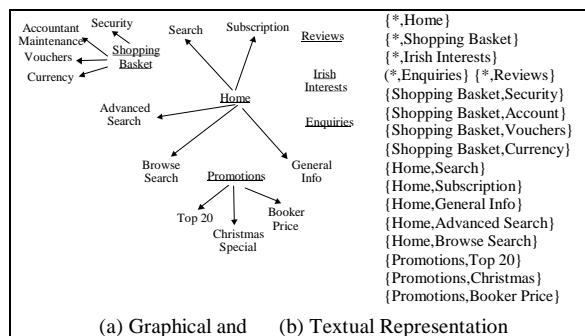 Accountant
Maintenance
Security
Vouchers
Shopping
Basket
Currency
Search
Subscription
Reviews
Irish
Interests
Home
Enquiries
Advanced
Search
Browse
Search
Promotions
General
Info
Top 20
Christmas
Special
Booker
Price
{*,Home}
{*,Shopping Basket}
{*,Irish Interests}
(*,Enquiries} {*,Reviews}
{Shopping Basket,Security}
{Shopping Basket,Account}
{Shopping Basket,Vouchers}
{Shopping Basket,Currency}
{Home,Search}
{Home,Subscription}
{Home,General Info}
{Home,Advanced Search}
{Home,Browse Search}
{Promotions,Top 20}
{Promotions,Christmas}
{Promotions,Booker Price}
(a) Graphical and (b) Textual Representation